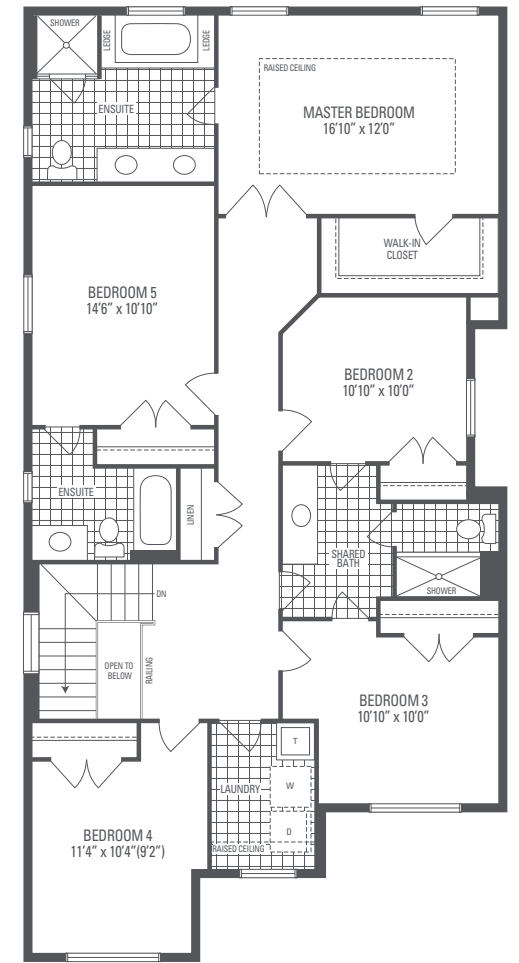 SHOWER
LEDGE
LEDGE
ENSUITE
RAISED CEILING
MASTER BEDROOM
16'10" x 12'0"
WALK-IN
CLOSET
BEDROOM 5
14'6" x 10'10"
BEDROOM 2
10'10" x 10'0"
ENSUITE
LINEN
SHARED
BATH
SHOWER
DN
OPEN TO
BELOW
RAILING
BEDROOM 3
10'10" x 10'0"
T
LAUNDRY
W
D
RAISED CEILING
BEDROOM 4
11'4" x 10'4"(9'2")